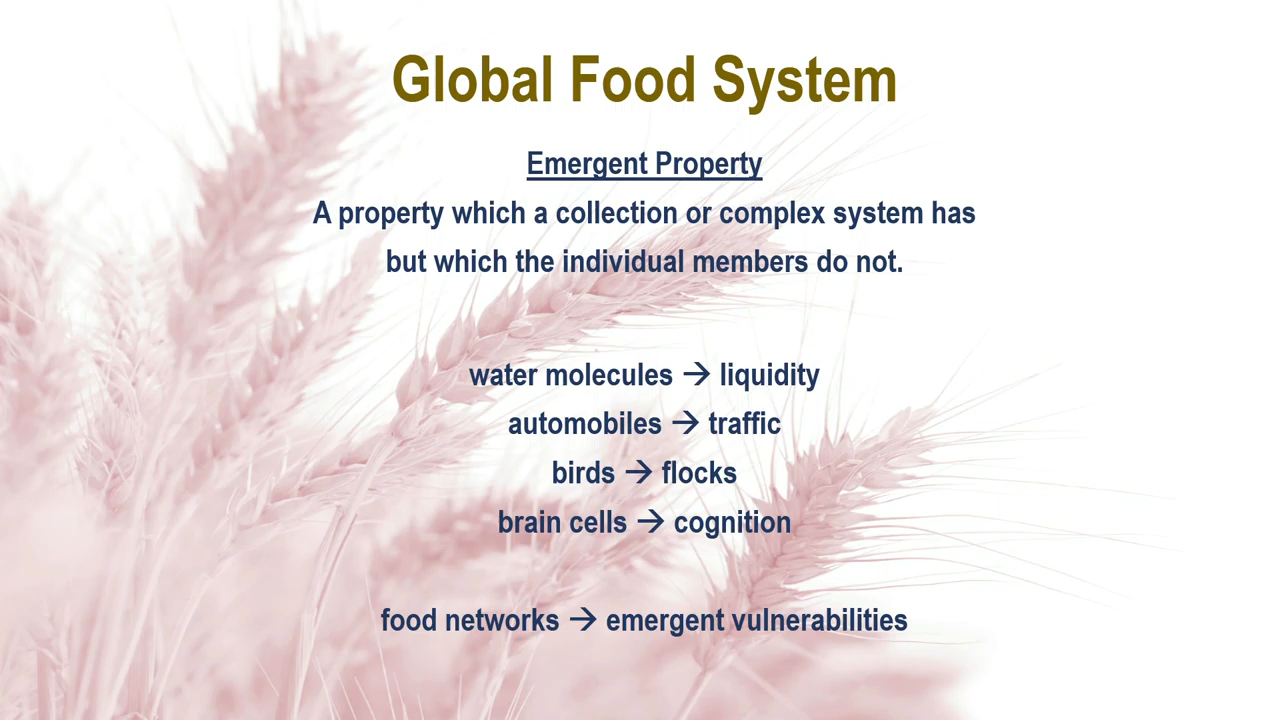 Global Food System
Emergent Property
A property which a collection or complex system has
but which the individual members do not.
water molecules → liquidity
automobiles → traffic
birds → flocks
brain cells → cognition
food networks → emergent vulnerabilities